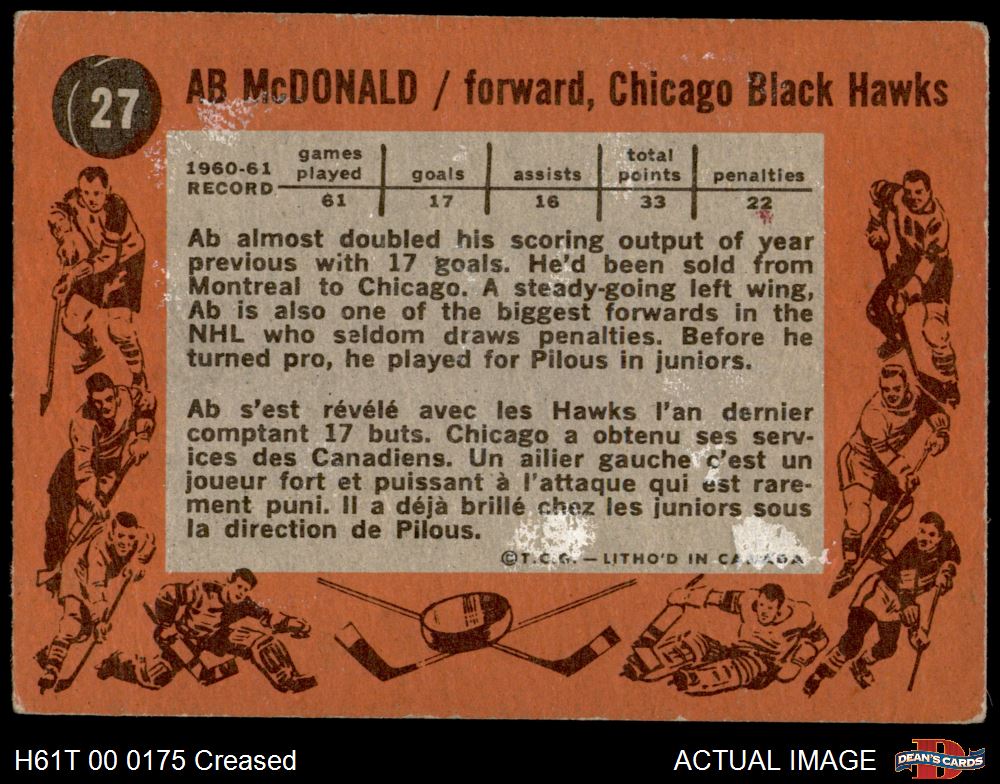 27
AB McDONALD / forward, Chicago Black Hawks
1960-61 RECORD
games played goals assists total points penalties
61 17 16 33 22
Ab almost doubled his scoring output of year
previous with 17 goals. He'd been sold from
Montreal to Chicago. A steady-going left wing,
Ab is also one of the biggest forwards in the
NHL who seldom draws penalties. Before he
turned pro, he played for Pilous in juniors.
Ab s'est révélé avec les Hawks l'an dernier
comptant 17 buts. Chicago a obtenu ses serv-
ices des Canadiens. Un ailier gauche c'est un
joueur fort et puissant à l'attaque qui est rare-
ment puni. Il a déjà brillé chez les juniors sous
la direction de Pilous.
©T.C.G.—LITHO'D IN CANADA
H61T 00 0175 Creased
ACTUAL IMAGE
D
DEAN'S CARDS